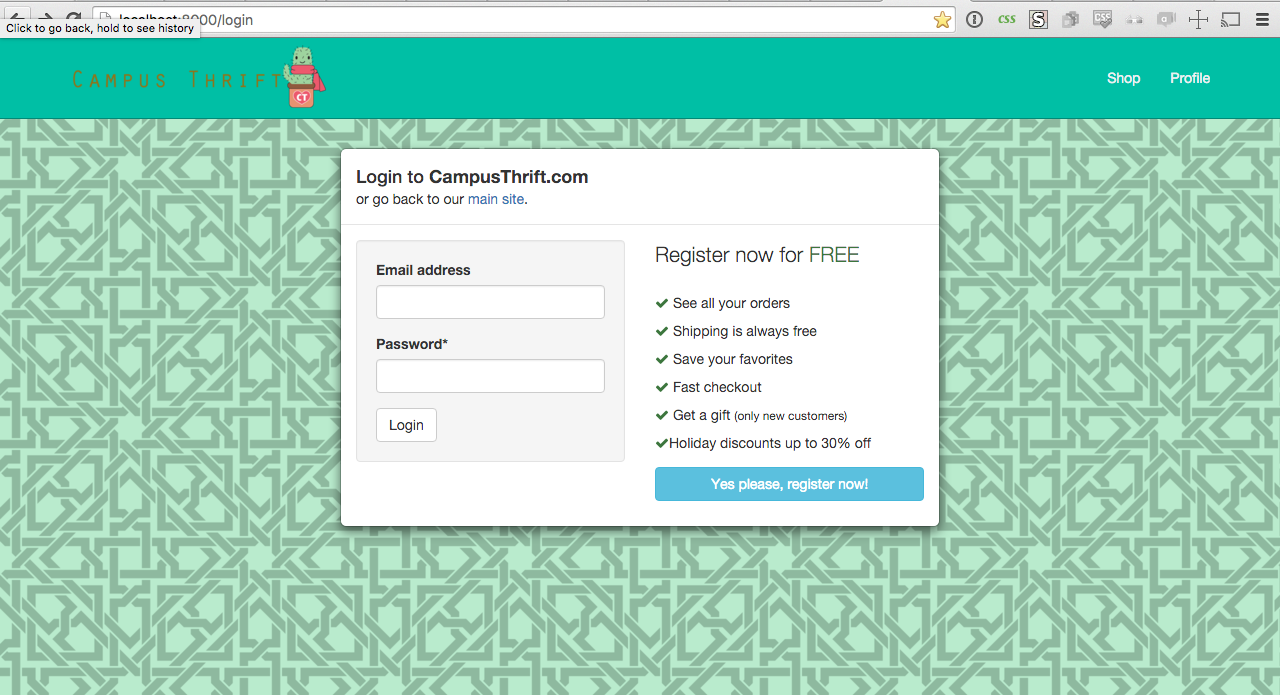 localhost:8000/login
Click to go back, hold to see history
CSS
S
CSS
CAMPUS THRIFT
CT
Shop
Profile
Login to CampusThrift.com
or go back to our main site.
Email address
Password*
Login
Register now for FREE
See all your orders
Shipping is always free
Save your favorites
Fast checkout
Get a gift (only new customers)
Holiday discounts up to 30% off
Yes please, register now!